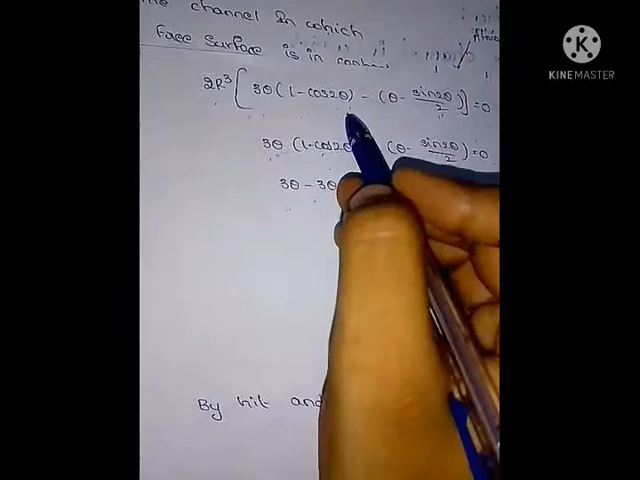 the channel in which
Free Surface is in
2R³ [ 3θ (1-cos2θ) - (θ - sin2θ/2) ] = 0
3θ (1-cos2θ (θ - sin2θ/2) = 0
3θ - 3θ
By hit and
KINEMASTER